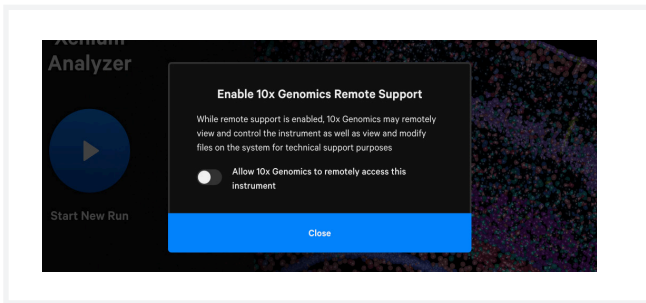 Xenium
Analyzer
Enable 10x Genomics Remote Support
While remote support is enabled, 10x Genomics may remotely
view and control the instrument as well as view and modify
files on the system for technical support purposes
Allow 10x Genomics to remotely access this
instrument
Start New Run
Close